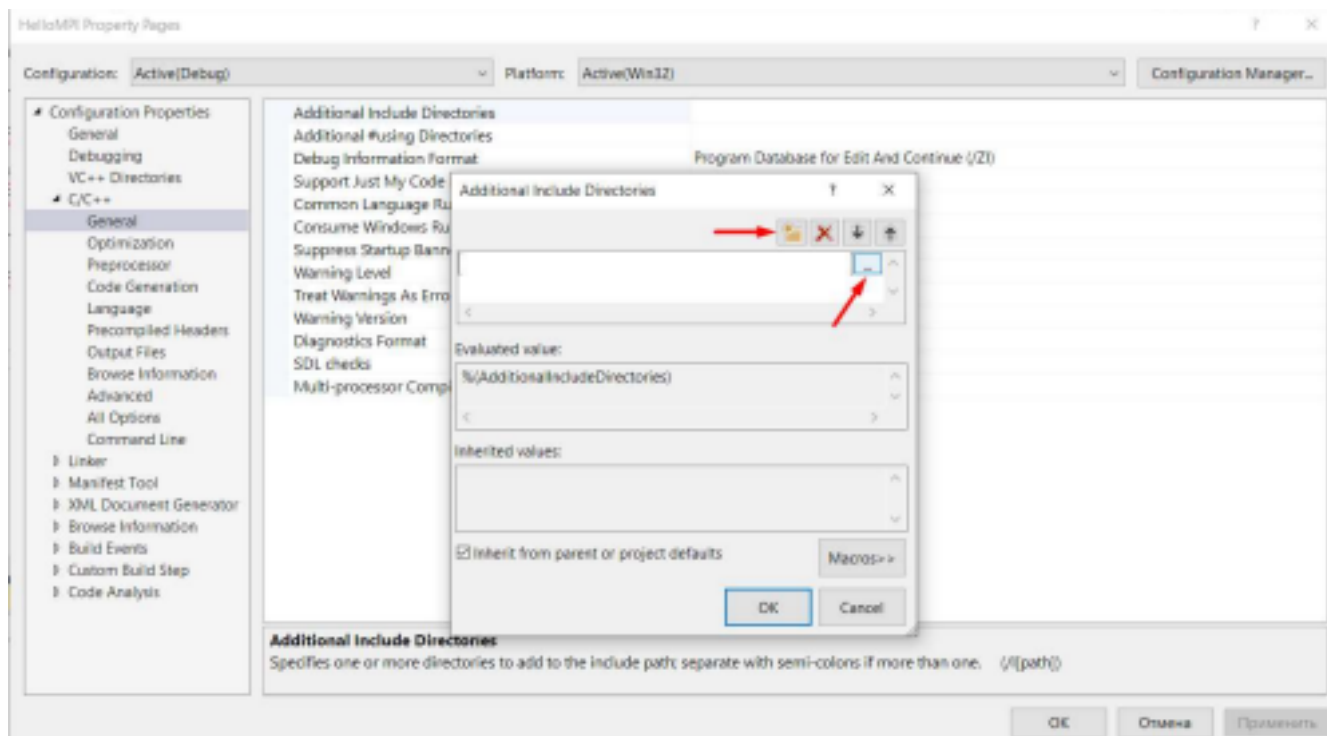 HelloMPI Property Pages
? ×
Configuration: Active(Debug) Platform: Active(Win32) Configuration Manager...
Configuration Properties
General
Debugging
VC++ Directories
C/C++
General
Optimization
Preprocessor
Code Generation
Language
Precompiled Headers
Output Files
Browse Information
Advanced
All Options
Command Line
Linker
Manifest Tool
XML Document Generator
Browse Information
Build Events
Custom Build Step
Code Analysis
Additional Include Directories
Additional #using Directories
Debug Information Format Program Database for Edit And Continue (/ZI)
Support Just My Code
Common Language Ru
Consume Windows Ru
Suppress Startup Bann
Warning Level
Treat Warnings As Erro
Warning Version
Diagnostics Format
SDL checks
Multi-processor Compi
Additional Include Directories ? ×
...
Evaluated value:
%(AdditionalIncludeDirectories)
Inherited values:
Inherit from parent or project defaults
Macros>>
OK Cancel
Additional Include Directories
Specifies one or more directories to add to the include path; separate with semi-colons if more than one. (/I[path])
OK Отмена Применить